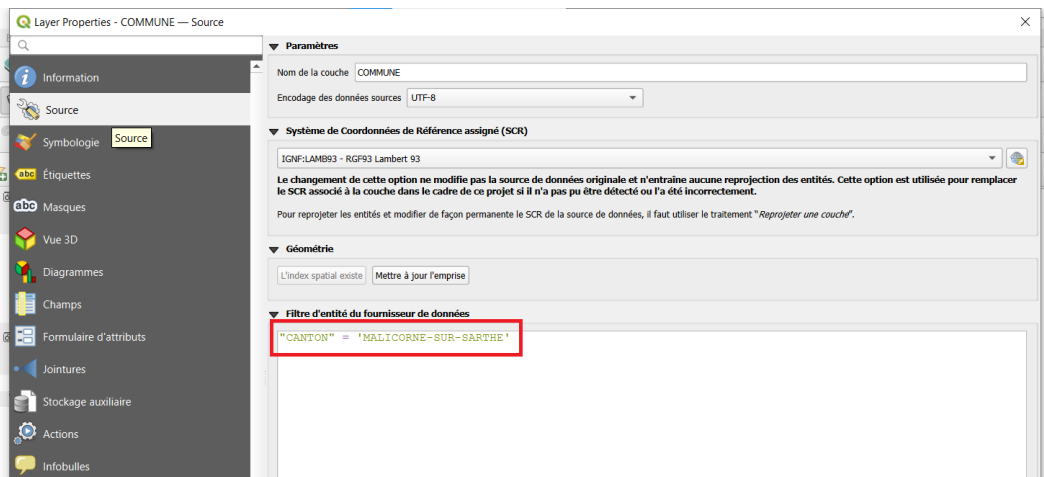 Layer Properties - COMMUNE — Source
Information
Source
Symbologie
Source
abc Étiquettes
abc Masques
Vue 3D
Diagrammes
Champs
Formulaire d'attributs
Jointures
Stockage auxiliaire
Actions
Infobulles
Paramètres
Nom de la couche COMMUNE
Encodage des données sources UTF-8
Système de Coordonnées de Référence assigné (SCR)
IGNF:LAMB93 - RGF93 Lambert 93
Le changement de cette option ne modifie pas la source de données originale et n'entraîne aucune reprojection des entités. Cette option est utilisée pour remplacer
le SCR associé à la couche dans le cadre de ce projet si il n'a pas pu être détecté ou l'a été incorrectement.
Pour reprojeter les entités et modifier de façon permanente le SCR de la source de données, il faut utiliser le traitement "Reprojeter une couche".
Géométrie
L'index spatial existe Mettre à jour l'emprise
Filtre d'entité du fournisseur de données
"CANTON" = 'MALICORNE-SUR-SARTHE'